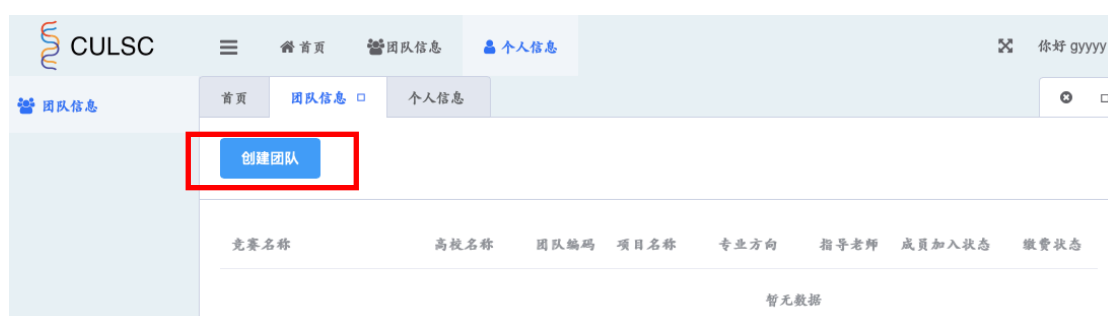 CULSC
首页 团队信息 个人信息 你好 gyyyy
团队信息
首页 团队信息 个人信息
创建团队
竞赛名称 高校名称 团队编码 项目名称 专业方向 指导老师 成员加入状态 缴费状态
暂无数据